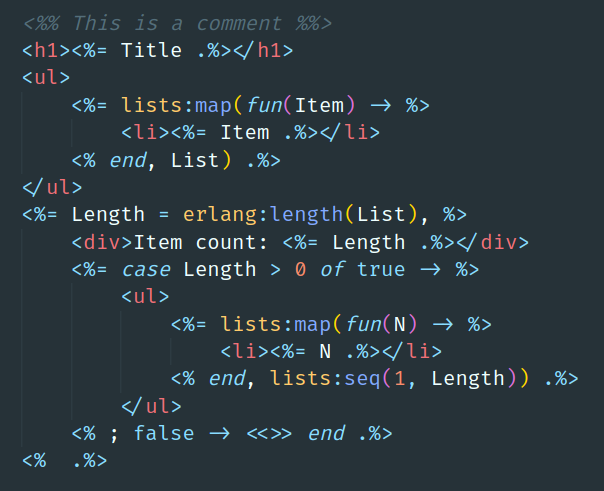 <%% This is a comment %%>
<h1><%= Title .%></h1>
<ul>
    <%= lists:map(fun(Item) -> %>
        <li><%= Item .%></li>
    <% end, List) .%>
</ul>
<%= Length = erlang:length(List), %>
    <div>Item count: <%= Length .%></div>
    <%= case Length > 0 of true -> %>
        <ul>
            <%= lists:map(fun(N) -> %>
                <li><%= N .%></li>
            <% end, lists:seq(1, Length)) .%>
        </ul>
    <% ; false -> <<>> end .%>
<%  .%>